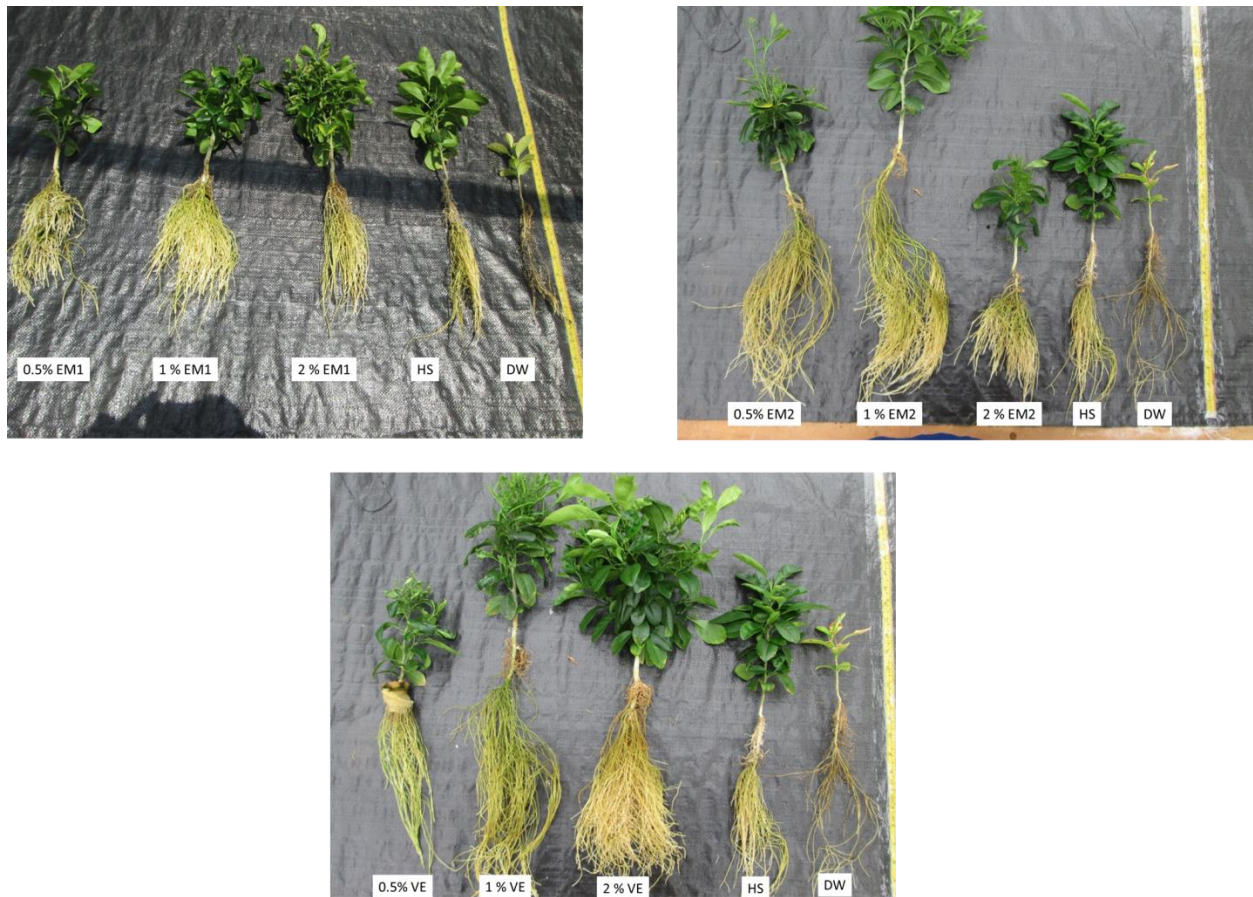 0.5% EM1 1 % EM1 2 % EM1 HS DW
0.5% EM2 1 % EM2 2 % EM2 HS DW
0.5% VE 1 % VE 2 % VE HS DW